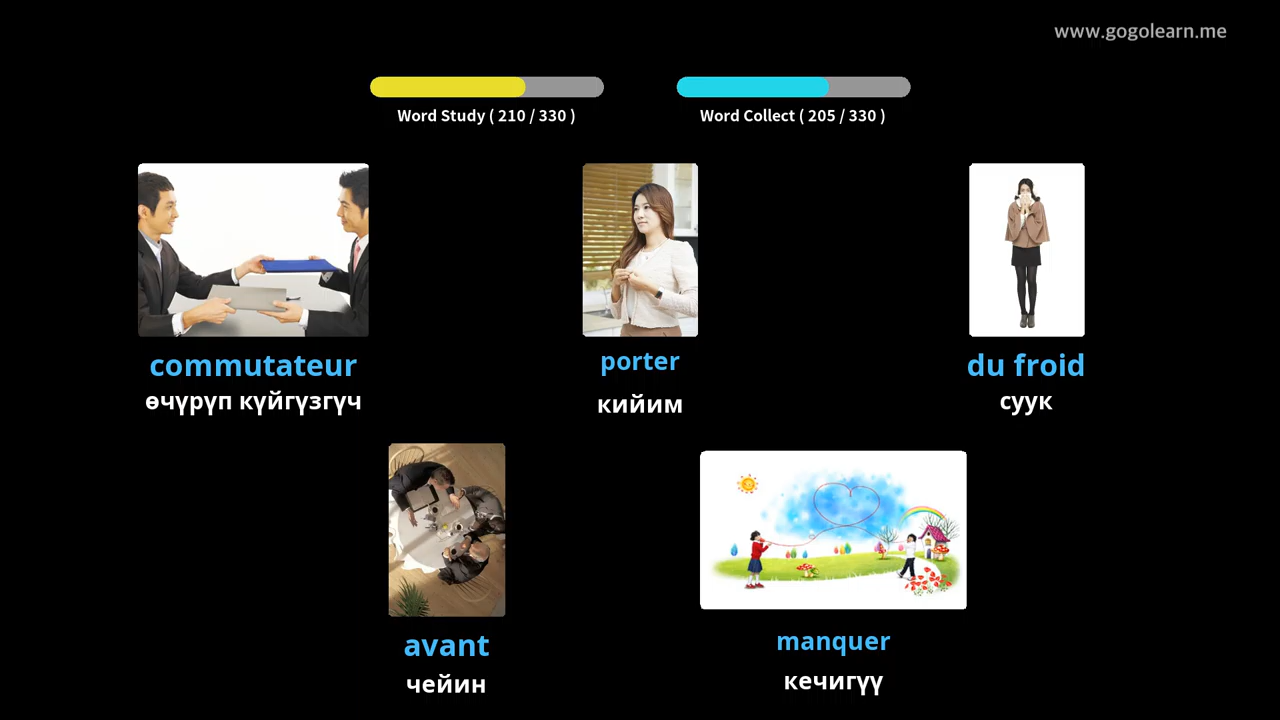 www.gogolearn.me
Word Study ( 210 / 330 )
Word Collect ( 205 / 330 )
commutateur
өчүрүп күйгүзгүч
porter
кийим
du froid
суук
avant
чейин
manquer
кечигүү